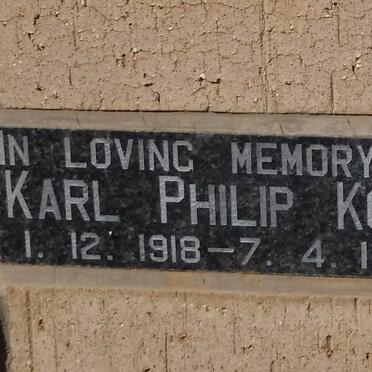 IN LOVING MEMORY
KARL PHILIP
1. 12. 1918 – 7. 4.